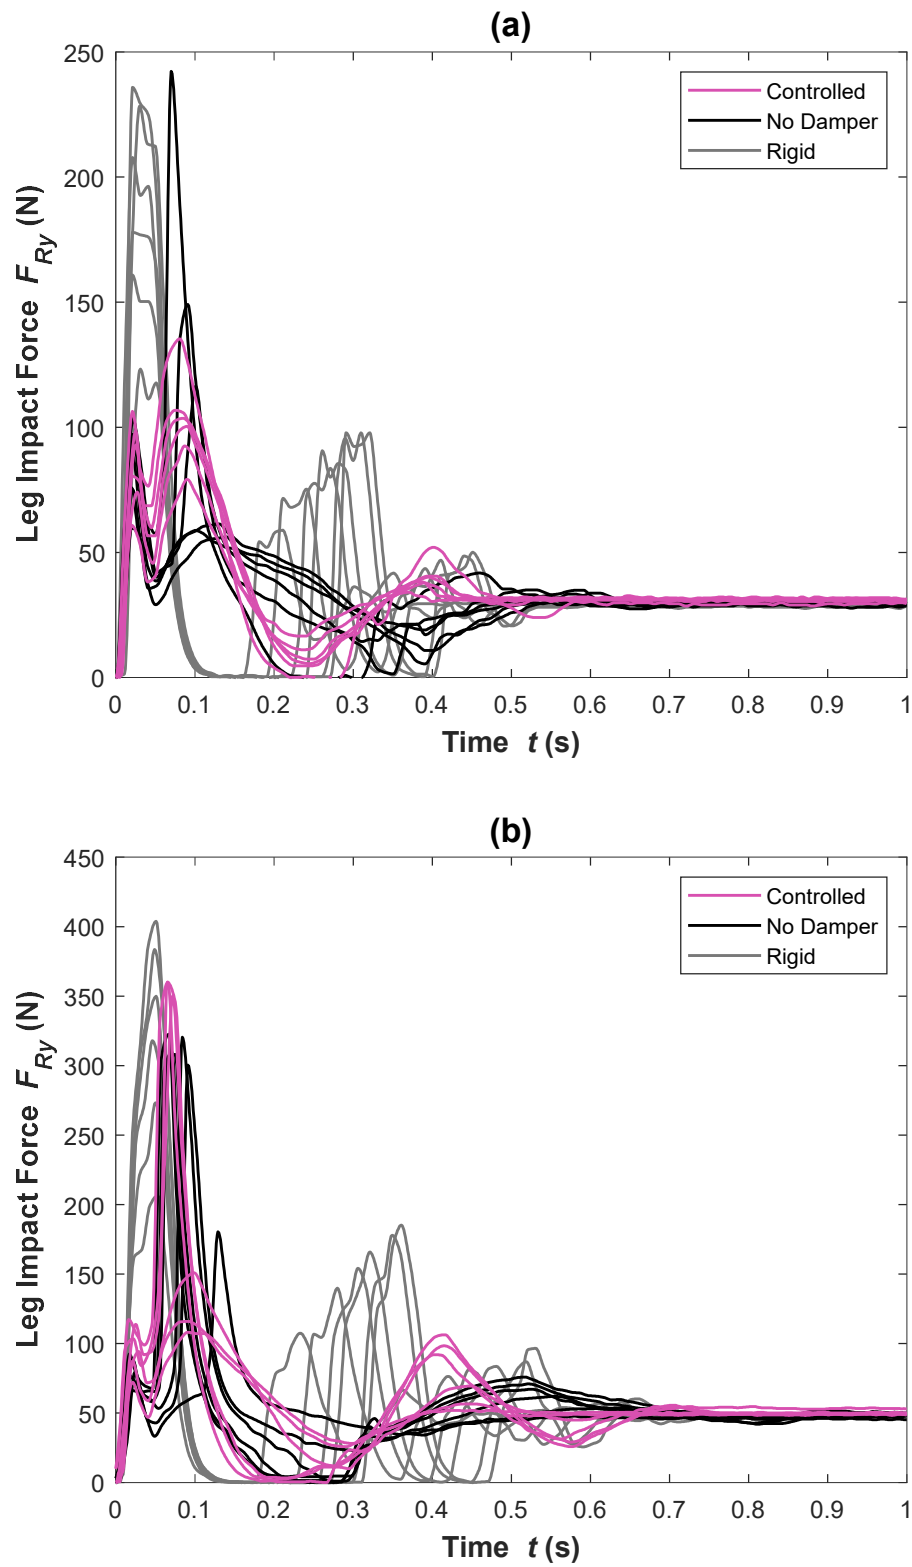 (a)
250
200
150
100
50
0
Leg Impact Force F_Ry (N)
Controlled
No Damper
Rigid
0 0.1 0.2 0.3 0.4 0.5 0.6 0.7 0.8 0.9 1
Time t (s)
(b)
450
400
350
300
250
200
150
100
50
0
Leg Impact Force F_Ry (N)
Controlled
No Damper
Rigid
0 0.1 0.2 0.3 0.4 0.5 0.6 0.7 0.8 0.9 1
Time t (s)